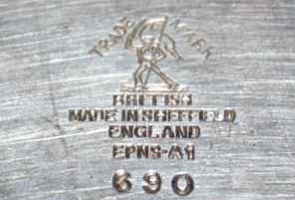 TRADE MARK
BRITISH
MADE IN SHEFFIELD
ENGLAND
EPNS-A1
690